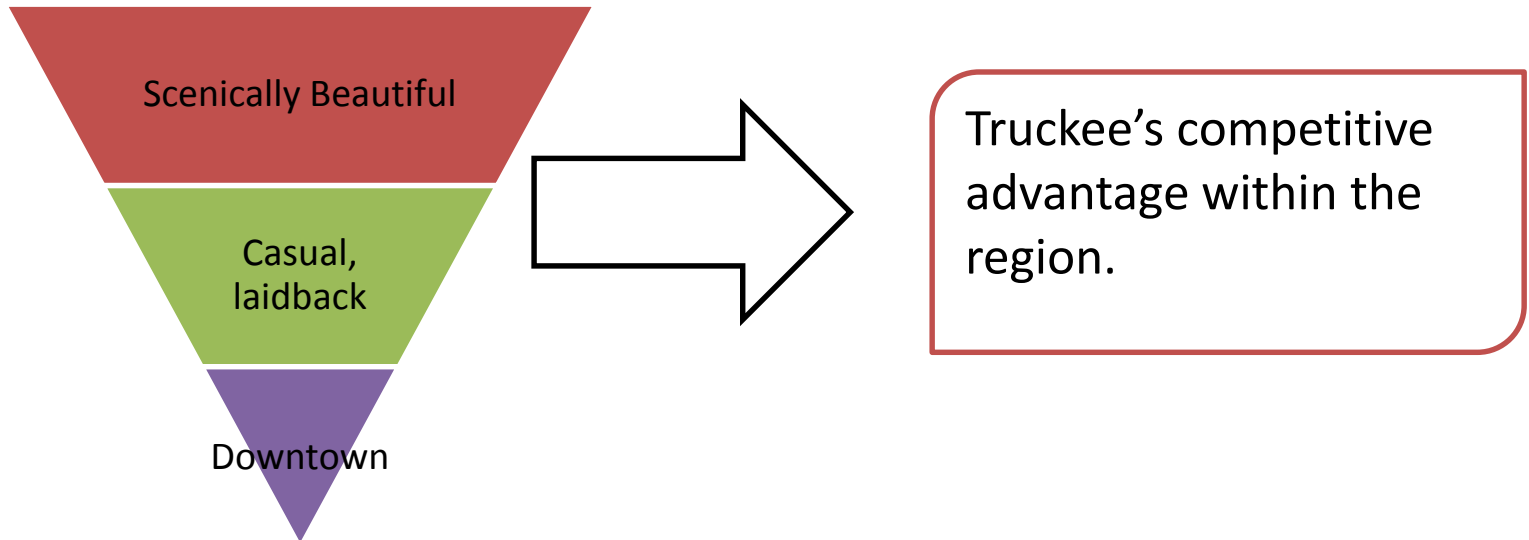 Scenically Beautiful
Casual,
laidback
Downtown
Truckee’s competitive
advantage within the
region.